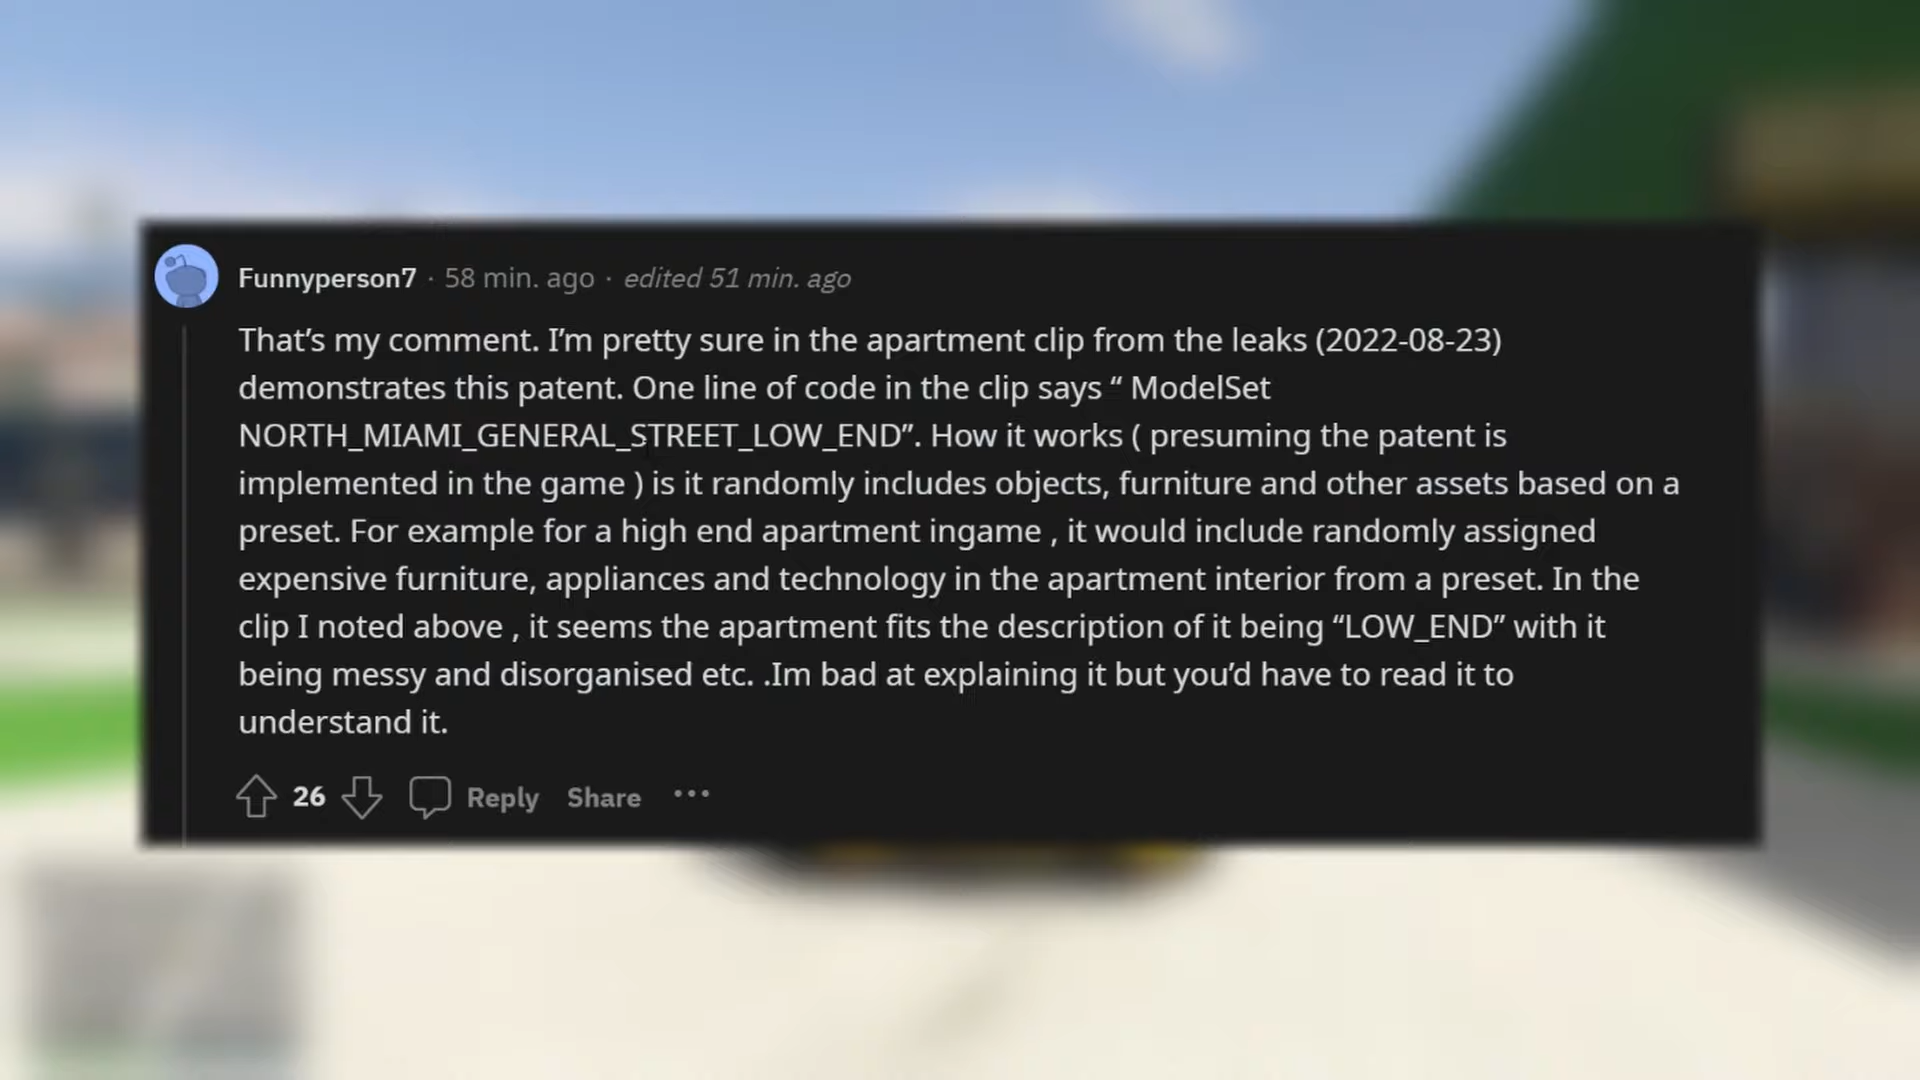 Funnyperson7 · 58 min. ago · edited 51 min. ago
That’s my comment. I’m pretty sure in the apartment clip from the leaks (2022-08-23)
demonstrates this patent. One line of code in the clip says “ ModelSet
NORTH_MIAMI_GENERAL_STREET_LOW_END”. How it works ( presuming the patent is
implemented in the game ) is it randomly includes objects, furniture and other assets based on a
preset. For example for a high end apartment ingame , it would include randomly assigned
expensive furniture, appliances and technology in the apartment interior from a preset. In the
clip I noted above , it seems the apartment fits the description of it being “LOW_END” with it
being messy and disorganised etc. .Im bad at explaining it but you’d have to read it to
understand it.
26 Reply Share ···